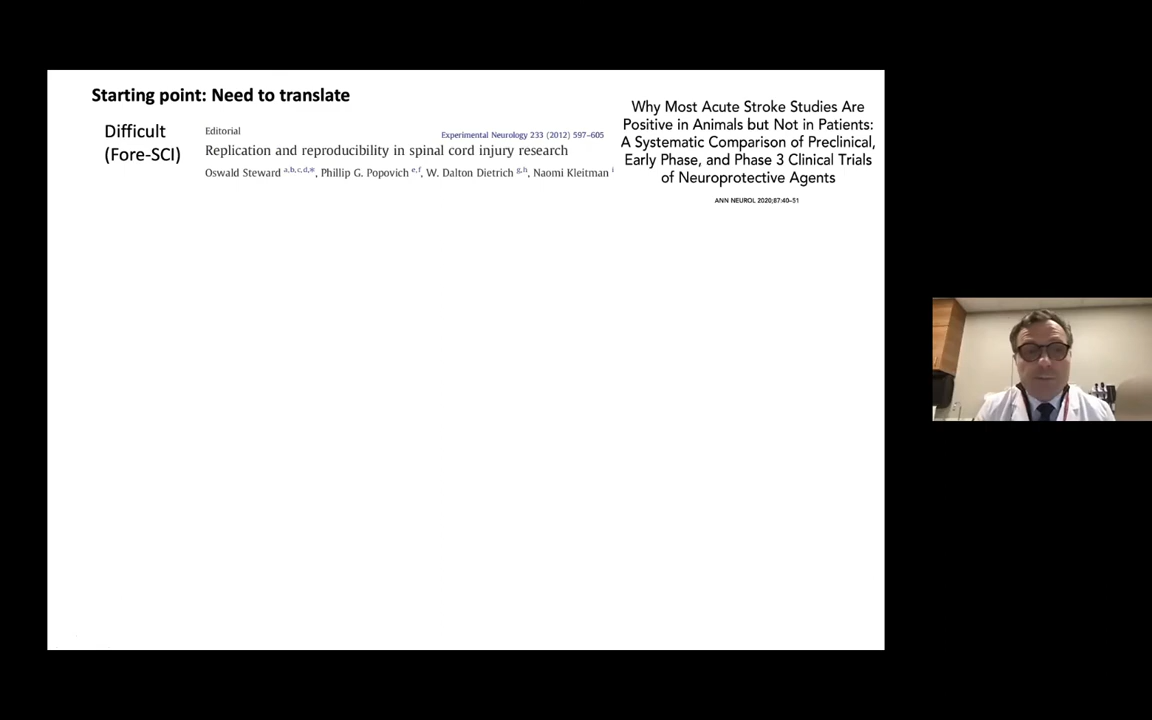 Starting point: Need to translate
Difficult
(Fore-SCI)
Editorial
Experimental Neurology 233 (2012) 597–605
Replication and reproducibility in spinal cord injury research
Oswald Steward a,b,c,d,*, Phillip G. Popovich e,f, W. Dalton Dietrich g,h, Naomi Kleitman i
Why Most Acute Stroke Studies Are
Positive in Animals but Not in Patients:
A Systematic Comparison of Preclinical,
Early Phase, and Phase 3 Clinical Trials
of Neuroprotective Agents
ANN NEUROL 2020;87:40–51